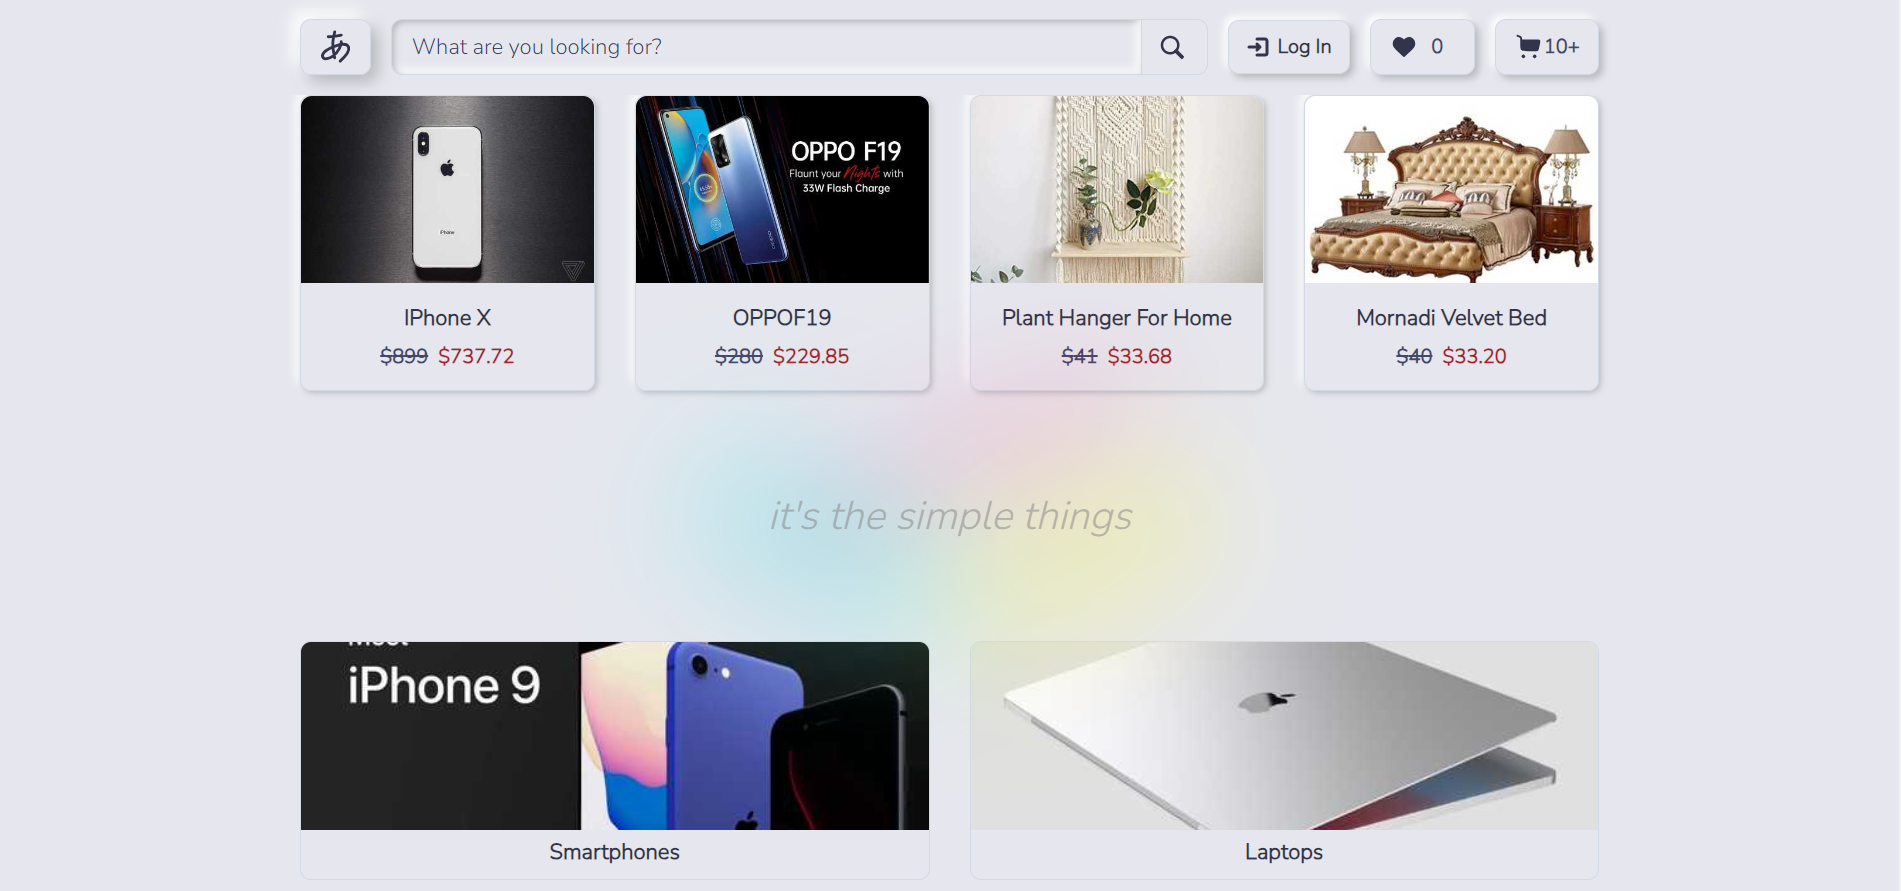 あ
What are you looking for?
Log In
0
10+
iPhone
OPPO F19
Flaunt your Nights with
33W Flash Charge
IPhone X
$899 $737.72
OPPOF19
$280 $229.85
Plant Hanger For Home
$41 $33.68
Mornadi Velvet Bed
$40 $33.20
it's the simple things
iPhone 9
Smartphones
Laptops